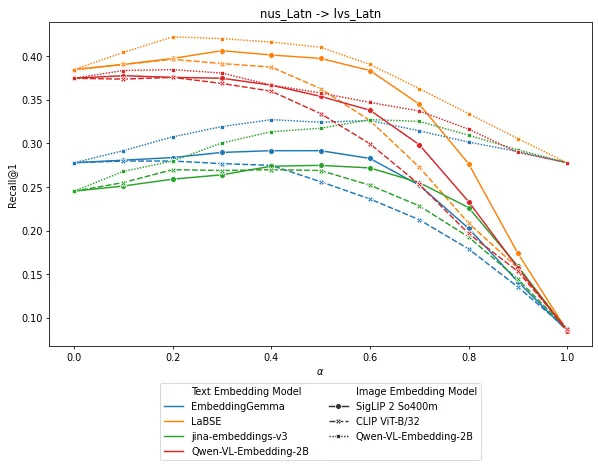 nus_Latn -> lvs_Latn
Recall@1
0.40
0.35
0.30
0.25
0.20
0.15
0.10
0.0 0.2 0.4 0.6 0.8 1.0
α
Text Embedding Model
EmbeddingGemma
LaBSE
jina-embeddings-v3
Qwen-VL-Embedding-2B
Image Embedding Model
SigLIP 2 So400m
CLIP ViT-B/32
Qwen-VL-Embedding-2B